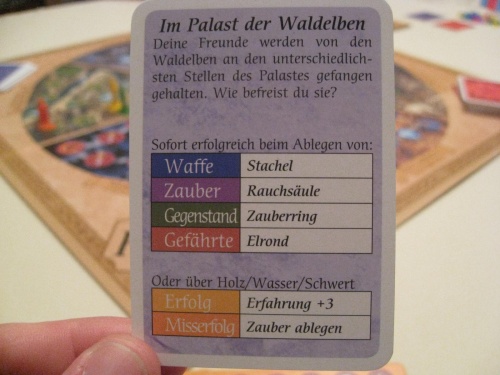 Im Palast der Waldelben
Deine Freunde werden von den
Waldelben an den unterschiedlich-
sten Stellen des Palastes gefangen
gehalten. Wie befreist du sie?
Sofort erfolgreich beim Ablegen von:
Waffe Stachel
Zauber Rauchsäule
Gegenstand Zauberring
Gefährte Elrond
Oder über Holz/Wasser/Schwert
Erfolg Erfahrung +3
Misserfolg Zauber ablegen